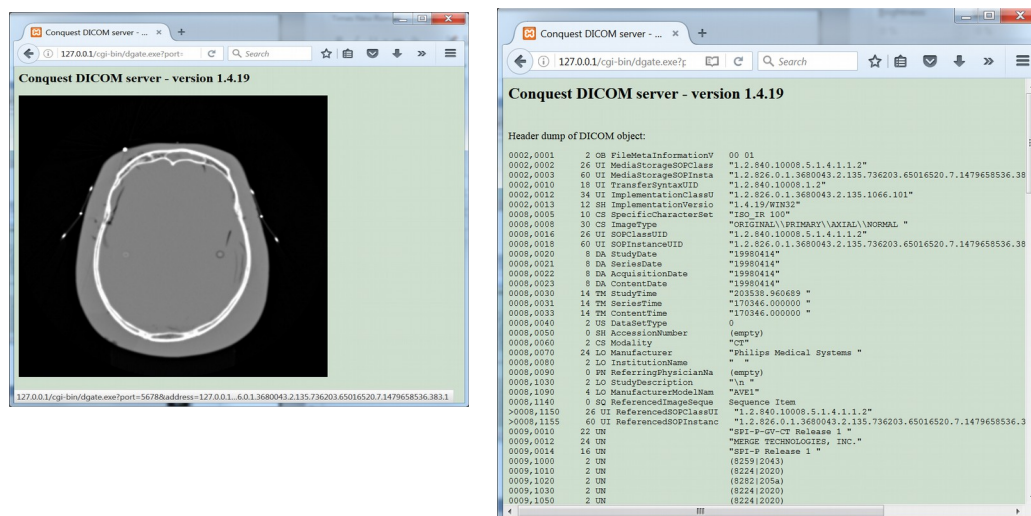 Conquest DICOM server - ... × +
127.0.0.1/cgi-bin/dgate.exe?port= Search
Conquest DICOM server - version 1.4.19
127.0.0.1/cgi-bin/dgate.exe?port=5678&address=127.0.0.1...6.0.1.3680043.2.135.736203.65016520.7.1479658536.383.1
Conquest DICOM server - ... × +
127.0.0.1/cgi-bin/dgate.exe?p Search
Conquest DICOM server - version 1.4.19
Header dump of DICOM object:
0002,0001 2 OB FileMetaInformationV 00 01
0002,0002 26 UI MediaStorageSOPClass "1.2.840.10008.5.1.4.1.1.2"
0002,0003 60 UI MediaStorageSOPInsta "1.2.826.0.1.3680043.2.135.736203.65016520.7.1479658536.38
0002,0010 18 UI TransferSyntaxUID "1.2.840.10008.1.2"
0002,0012 34 UI ImplementationClassU "1.2.826.0.1.3680043.2.135.1066.101"
0002,0013 12 SH ImplementationVersio "1.4.19/WIN32"
0008,0005 10 CS SpecificCharacterSet "ISO_IR 100"
0008,0008 30 CS ImageType "ORIGINAL\\PRIMARY\\AXIAL\\NORMAL "
0008,0016 26 UI SOPClassUID "1.2.840.10008.5.1.4.1.1.2"
0008,0018 60 UI SOPInstanceUID "1.2.826.0.1.3680043.2.135.736203.65016520.7.1479658536.38
0008,0020 8 DA StudyDate "19980414"
0008,0021 8 DA SeriesDate "19980414"
0008,0022 8 DA AcquisitionDate "19980414"
0008,0023 8 DA ContentDate "19980414"
0008,0030 14 TM StudyTime "203538.960689 "
0008,0031 14 TM SeriesTime "170346.000000 "
0008,0033 14 TM ContentTime "170346.000000 "
0008,0040 2 US DataSetType 0
0008,0050 0 SH AccessionNumber (empty)
0008,0060 2 CS Modality "CT"
0008,0070 24 LO Manufacturer "Philips Medical Systems "
0008,0080 2 LO InstitutionName " "
0008,0090 0 PN ReferringPhysicianNa (empty)
0008,1030 2 LO StudyDescription "\n "
0008,1090 4 LO ManufacturerModelNam "AVE1"
0008,1140 0 SQ ReferencedImageSeque Sequence Item
>0008,1150 26 UI ReferencedSOPClassUI "1.2.840.10008.5.1.4.1.1.2"
>0008,1155 60 UI ReferencedSOPInstanc "1.2.826.0.1.3680043.2.135.736203.65016520.7.1479658536.3
0009,0010 22 UN "SPI-P-GV-CT Release 1 "
0009,0012 24 UN "MERGE TECHNOLOGIES, INC."
0009,0014 16 UN "SPI-P Release 1 "
0009,1000 2 UN (8259|2043)
0009,1010 2 UN (8224|2020)
0009,1020 2 UN (8282|205a)
0009,1030 2 UN (8224|2020)
0009,1050 2 UN (8224|2020)